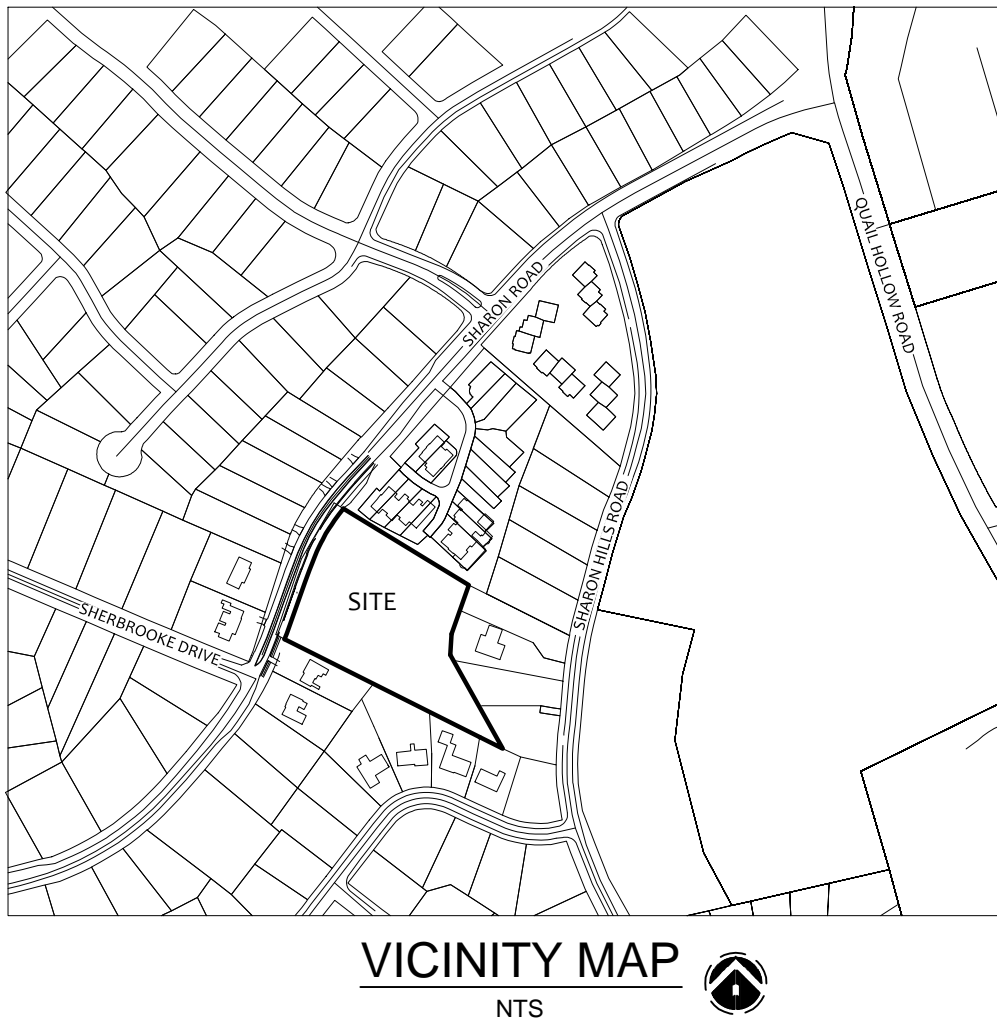 QUAIL HOLLOW ROAD
SHARON ROAD
SHARON HILLS ROAD
SITE
SHERBROOKE DRIVE
VICINITY MAP
NTS